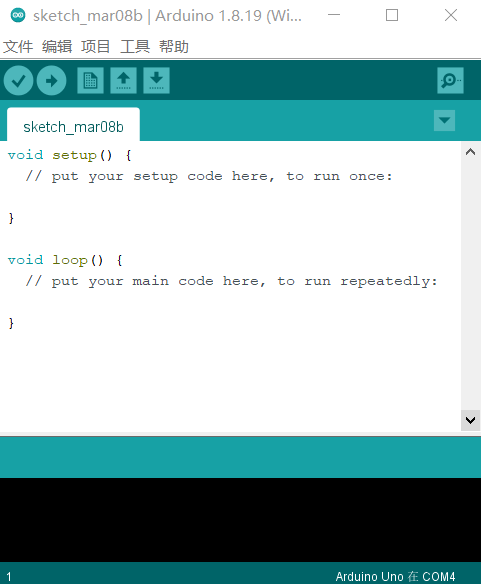 sketch_mar08b | Arduino 1.8.19 (Wi...
文件 编辑 项目 工具 帮助
sketch_mar08b
void setup() {
  // put your setup code here, to run once:
}
void loop() {
  // put your main code here, to run repeatedly:
}
1
Arduino Uno 在 COM4